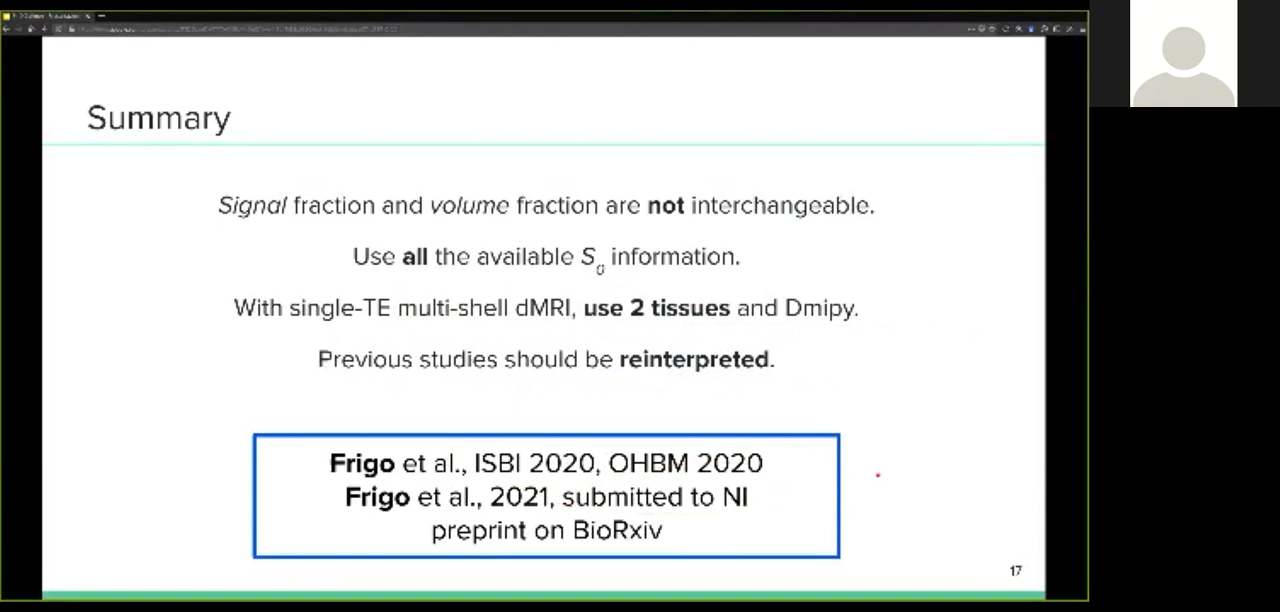 Summary
Signal fraction and volume fraction are not interchangeable.
Use all the available S0 information.
With single-TE multi-shell dMRI, use 2 tissues and Dmipy.
Previous studies should be reinterpreted.
Frigo et al., ISBI 2020, OHBM 2020
Frigo et al., 2021, submitted to NI
preprint on BioRxiv
17